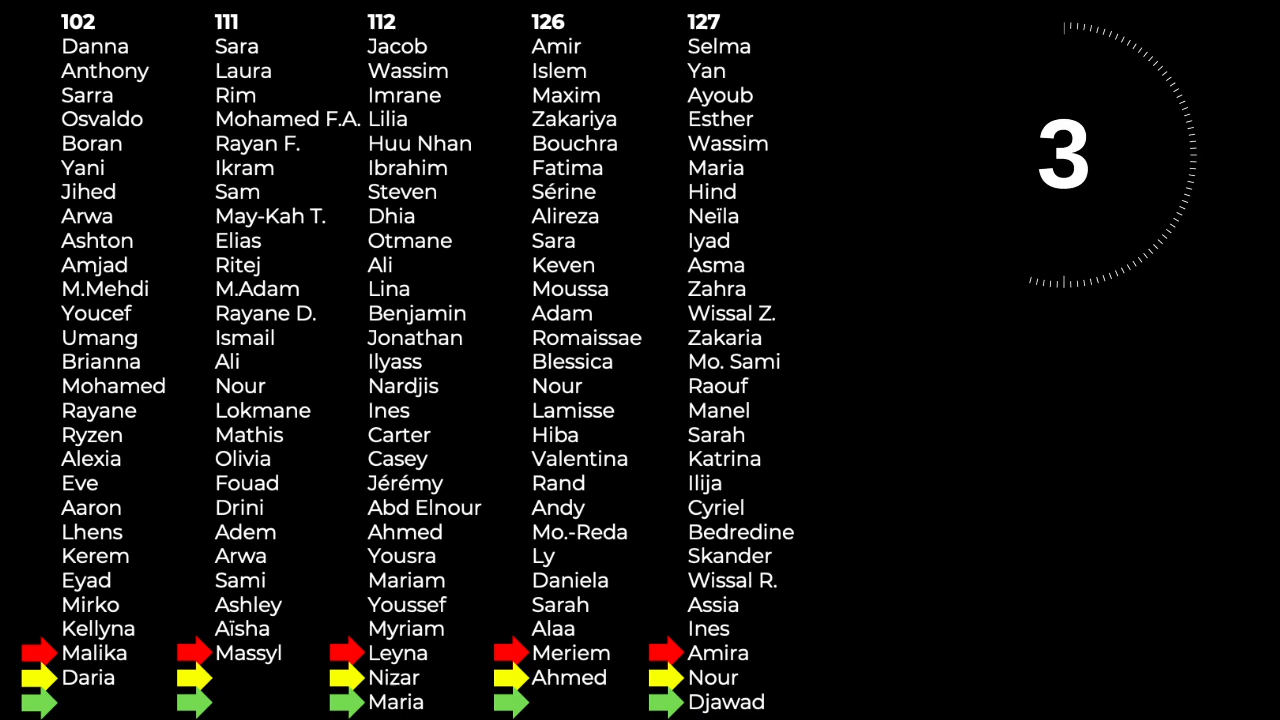 102
Danna
Anthony
Sarra
Osvaldo
Boran
Yani
Jihed
Arwa
Ashton
Amjad
M.Mehdi
Youcef
Umang
Brianna
Mohamed
Rayane
Ryzen
Alexia
Eve
Aaron
Lhens
Kerem
Eyad
Mirko
Kellyna
Malika
Daria
111
Sara
Laura
Rim
Mohamed F.A.
Rayan F.
Ikram
Sam
May-Kah T.
Elias
Ritej
M.Adam
Rayane D.
Ismail
Ali
Nour
Lokmane
Mathis
Olivia
Fouad
Drini
Adem
Arwa
Sami
Ashley
Aïsha
Massyl
112
Jacob
Wassim
Imrane
Lilia
Huu Nhan
Ibrahim
Steven
Dhia
Otmane
Ali
Lina
Benjamin
Jonathan
Ilyass
Nardjis
Ines
Carter
Casey
Jérémy
Abd Elnour
Ahmed
Yousra
Mariam
Youssef
Myriam
Leyna
Nizar
Maria
126
Amir
Islem
Maxim
Zakariya
Bouchra
Fatima
Sérine
Alireza
Sara
Keven
Moussa
Adam
Romaissae
Blessica
Nour
Lamisse
Hiba
Valentina
Rand
Andy
Mo.-Reda
Ly
Daniela
Sarah
Alaa
Meriem
Ahmed
127
Selma
Yan
Ayoub
Esther
Wassim
Maria
Hind
Neïla
Iyad
Asma
Zahra
Wissal Z.
Zakaria
Mo. Sami
Raouf
Manel
Sarah
Katrina
Ilija
Cyriel
Bedredine
Skander
Wissal R.
Assia
Ines
Amira
Nour
Djawad
3